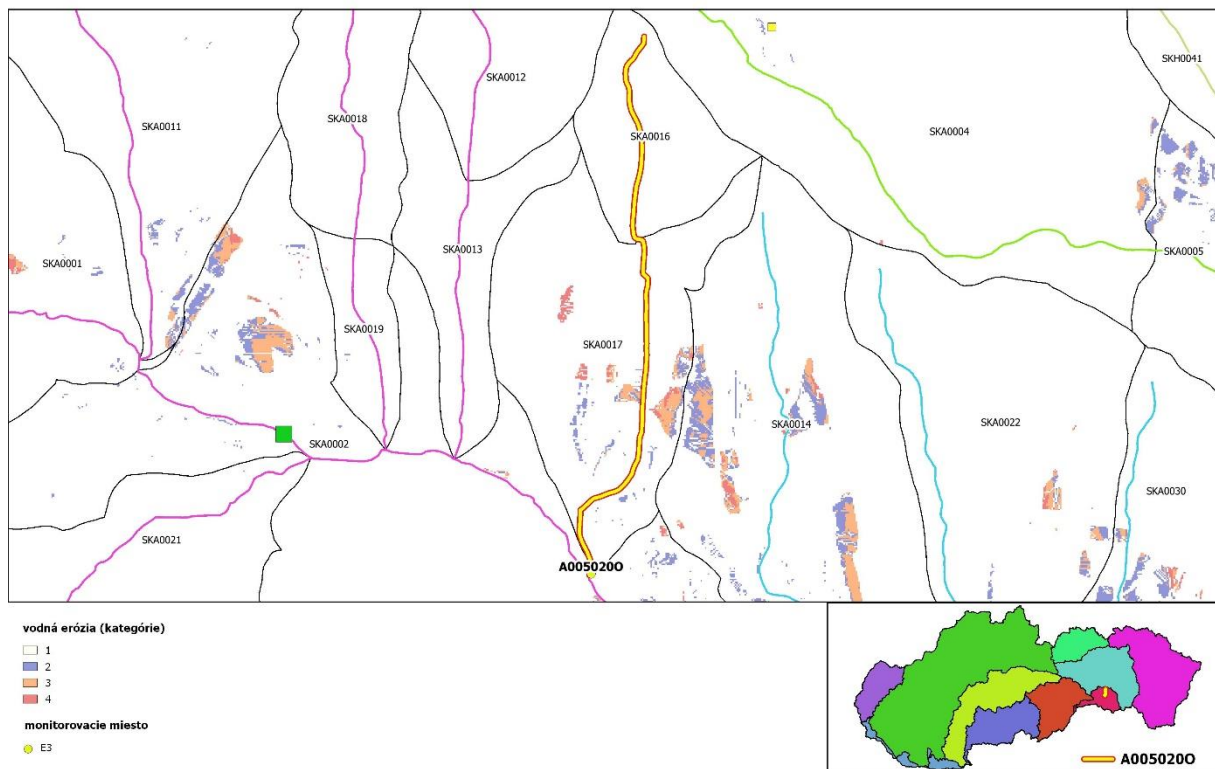 SKA0012
SKH0041
SKA0018
SKA0011
SKA0016
SKA0004
SKA0013
SKA0005
SKA0001
SKA0019
SKA0017
SKA0014
SKA0022
SKA0002
SKA0030
SKA0021
A005020O
vodná erózia (kategórie)
1
2
3
4
monitorovacie miesto
E3
A005020O